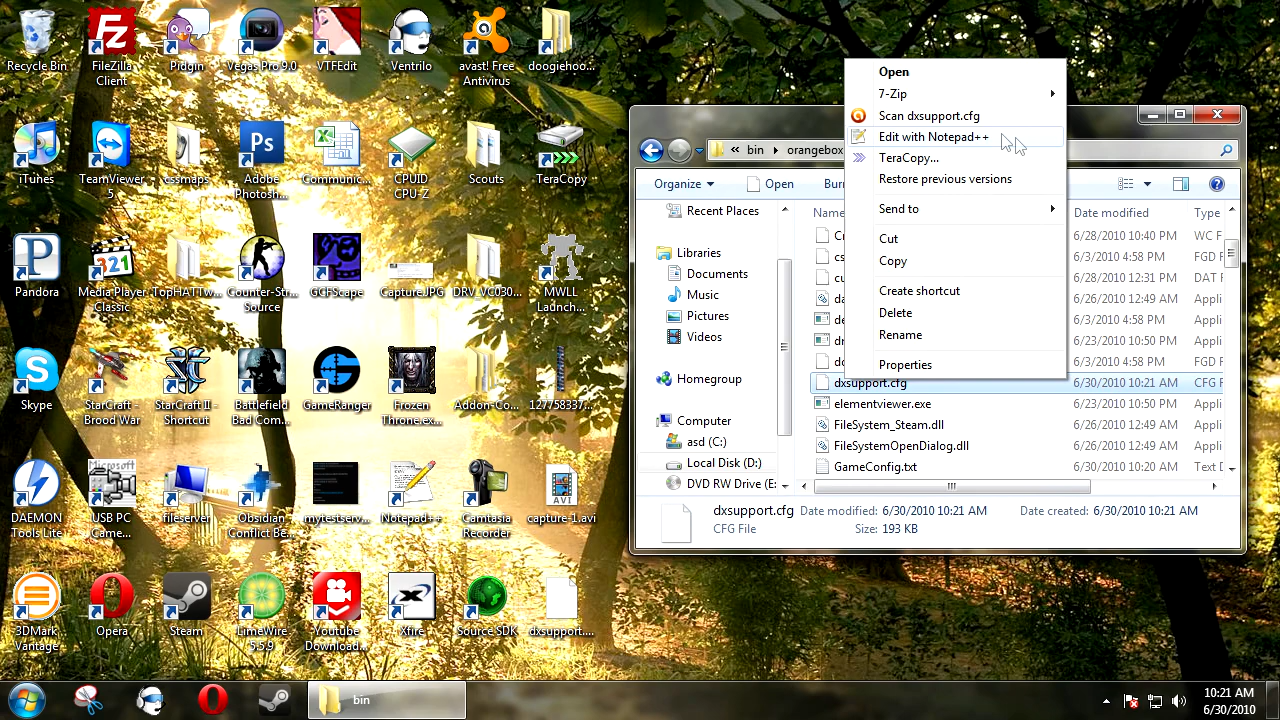 Recycle Bin
FileZilla
Client
Pidgin
Vegas Pro 9.0
VTFEdit
Ventrilo
avast! Free
Antivirus
doogiehoo...
iTunes
TeamViewer
5
cssmaps
Adobe
Photosh...
Communic...
CPUID
CPU-Z
Scouts
TeraCopy
Pandora
Media Player
Classic
TopHATTw...
Counter-Str...
Source
GCFScape
Capture.JPG
DRV_VC030...
MWLL
Launch...
Skype
StarCraft -
Brood War
StarCraft II -
Shortcut
Battlefield
Bad Com...
GameRanger
Frozen
Throne.ex...
Addon-Co...
127758337...
DAEMON
Tools Lite
Microsoft
USB PC
Came...
fileserver
Obsidian
Conflict Be...
mytestserv...
Notepad++
Camtasia
Recorder
AVI
capture-1.avi
3DMark
Vantage
Opera
Steam
LimeWire
5.5.9
Youtube
Download...
Xfire
Source SDK
dxsupport....
bin
orangebox
Organize
Open
Burn
Recent Places
Libraries
Documents
Music
Pictures
Videos
Homegroup
Computer
asd (C:)
Local Disk (D:)
DVD RW Drive (E:
Name
Date modified
Type
6/28/2010 10:40 PM WC F
6/3/2010 4:58 PM FGD F
12:31 PM DAT F
6/26/2010 12:49 AM Appli
6/23/2010 10:50 PM Appli
6/23/2010 10:50 PM Appli
6/3/2010 4:58 PM FGD F
dxsupport.cfg 6/30/2010 10:21 AM CFG F
elementviewer.exe 6/23/2010 10:50 PM Appli
FileSystem_Steam.dll 6/26/2010 12:49 AM Appli
FileSystemOpenDialog.dll 6/26/2010 12:49 AM Appli
GameConfig.txt 6/30/2010 10:20 AM Text D
Open
7-Zip
Scan dxsupport.cfg
Edit with Notepad++
TeraCopy...
Restore previous versions
Send to
Cut
Copy
Create shortcut
Delete
Rename
Properties
dxsupport.cfg Date modified: 6/30/2010 10:21 AM Date created: 6/30/2010 10:21 AM
CFG File Size: 193 KB
bin
10:21 AM
6/30/2010